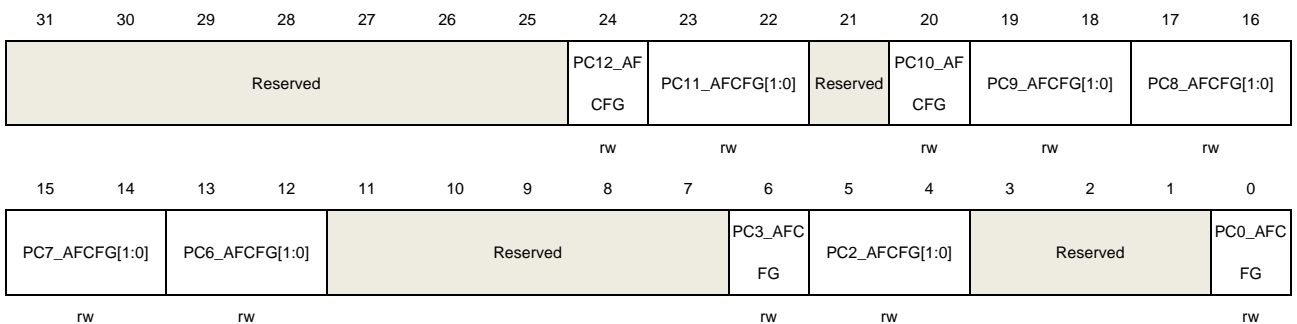 31 30 29 28 27 26 25 24 23 22 21 20 19 18 17 16
Reserved PC12_AF CFG PC11_AFCFG[1:0] Reserved PC10_AF CFG PC9_AFCFG[1:0] PC8_AFCFG[1:0]
rw rw rw rw rw
15 14 13 12 11 10 9 8 7 6 5 4 3 2 1 0
PC7_AFCFG[1:0] PC6_AFCFG[1:0] Reserved PC3_AFC FG PC2_AFCFG[1:0] Reserved PC0_AFC FG
rw rw rw rw rw